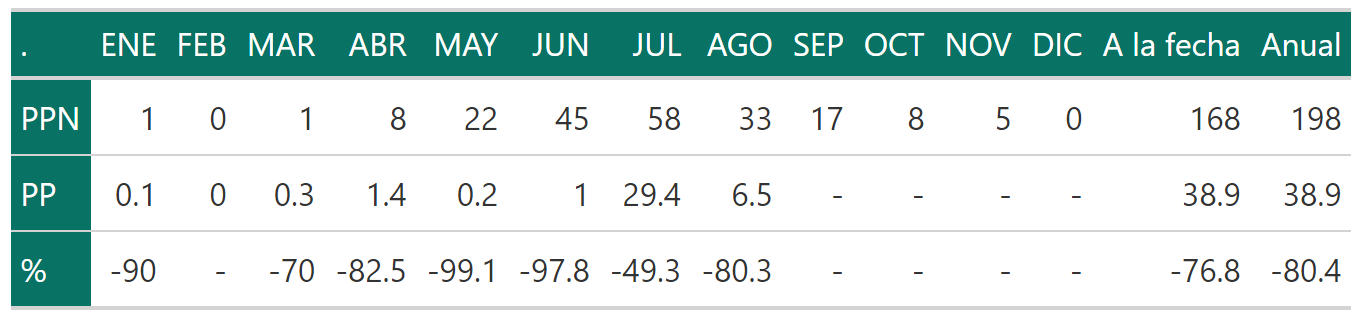 . ENE FEB MAR ABR MAY JUN JUL AGO SEP OCT NOV DIC A la fecha Anual
PPN 1 0 1 8 22 45 58 33 17 8 5 0 168 198
PP 0.1 0 0.3 1.4 0.2 1 29.4 6.5 - - - - 38.9 38.9
% -90 - -70 -82.5 -99.1 -97.8 -49.3 -80.3 - - - - -76.8 -80.4